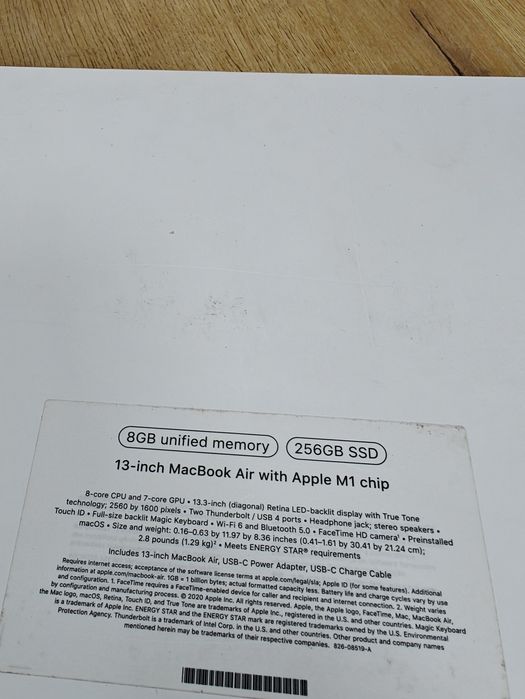 8GB unified memory 256GB SSD
13-inch MacBook Air with Apple M1 chip
8-core CPU and 7-core GPU • 13.3-inch (diagonal) Retina LED-backlit display with True Tone
technology; 2560 by 1600 pixels • Two Thunderbolt / USB 4 ports • Headphone jack; stereo speakers •
Touch ID • Full-size backlit Magic Keyboard • Wi-Fi 6 and Bluetooth 5.0 • FaceTime HD camera¹ • Preinstalled
macOS • Size and weight: 0.16–0.63 by 11.97 by 8.36 inches (0.41–1.61 by 30.41 by 21.24 cm);
2.8 pounds (1.29 kg)² • Meets ENERGY STAR® requirements
Includes 13-inch MacBook Air, USB-C Power Adapter, USB-C Charge Cable
Requires internet access; acceptance of the software license terms at apple.com/legal/sla; Apple ID (for some features). Additional
information at apple.com/macbook-air. 1GB = 1 billion bytes; actual formatted capacity less. Battery life and charge cycles vary by use
and configuration. 1. FaceTime requires a FaceTime-enabled device for caller and recipient and internet connection. 2. Weight varies
by configuration and manufacturing process. © 2020 Apple Inc. All rights reserved. Apple, the Apple logo, FaceTime, Mac, MacBook Air,
the Mac logo, macOS, Retina, Touch ID, and True Tone are trademarks of Apple Inc., registered in the U.S. and other countries. Magic Keyboard
is a trademark of Apple Inc. ENERGY STAR and the ENERGY STAR mark are registered trademarks owned by the U.S. Environmental
Protection Agency. Thunderbolt is a trademark of Intel Corp. in the U.S. and other countries. Other product and company names
mentioned herein may be trademarks of their respective companies. 826-08519-A